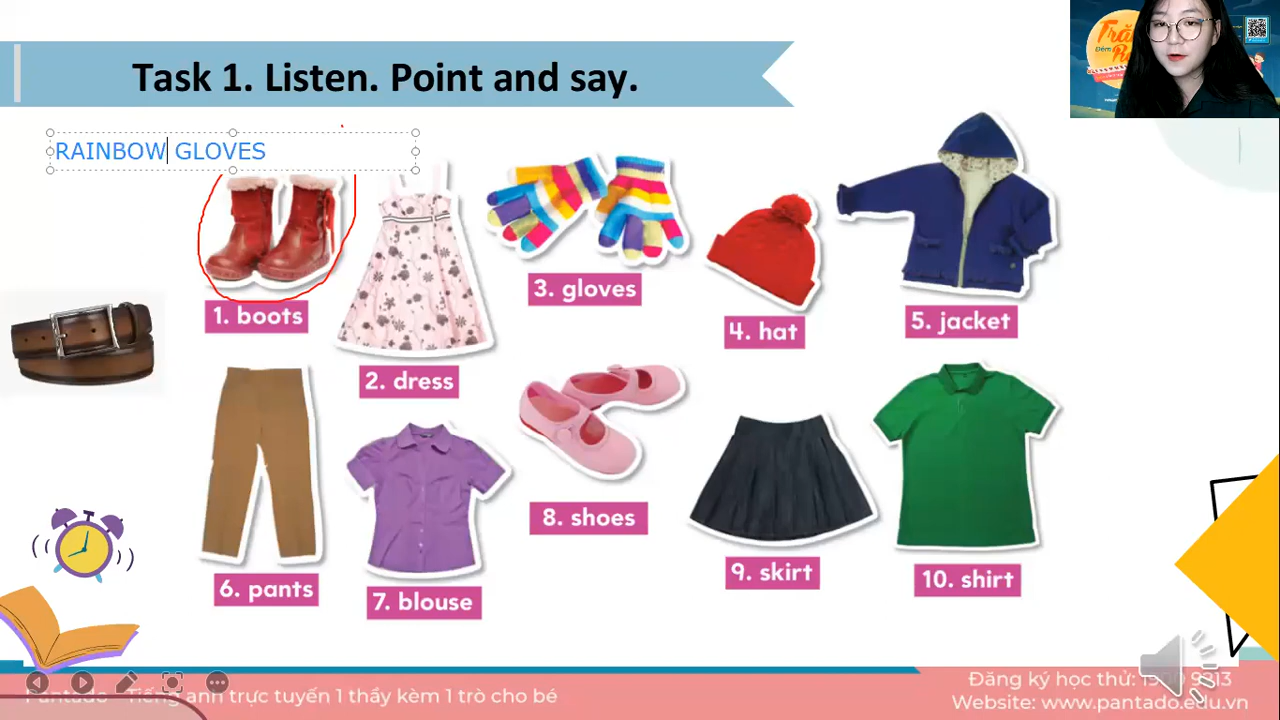 Task 1. Listen. Point and say.
RAINBOW GLOVES
1. boots
2. dress
3. gloves
4. hat
5. jacket
6. pants
7. blouse
8. shoes
9. skirt
10. shirt
Pantado - Tiếng anh trực tuyến 1 thầy kèm 1 trò cho bé
Đăng ký học thử:
Website: www.pantado.edu.vn